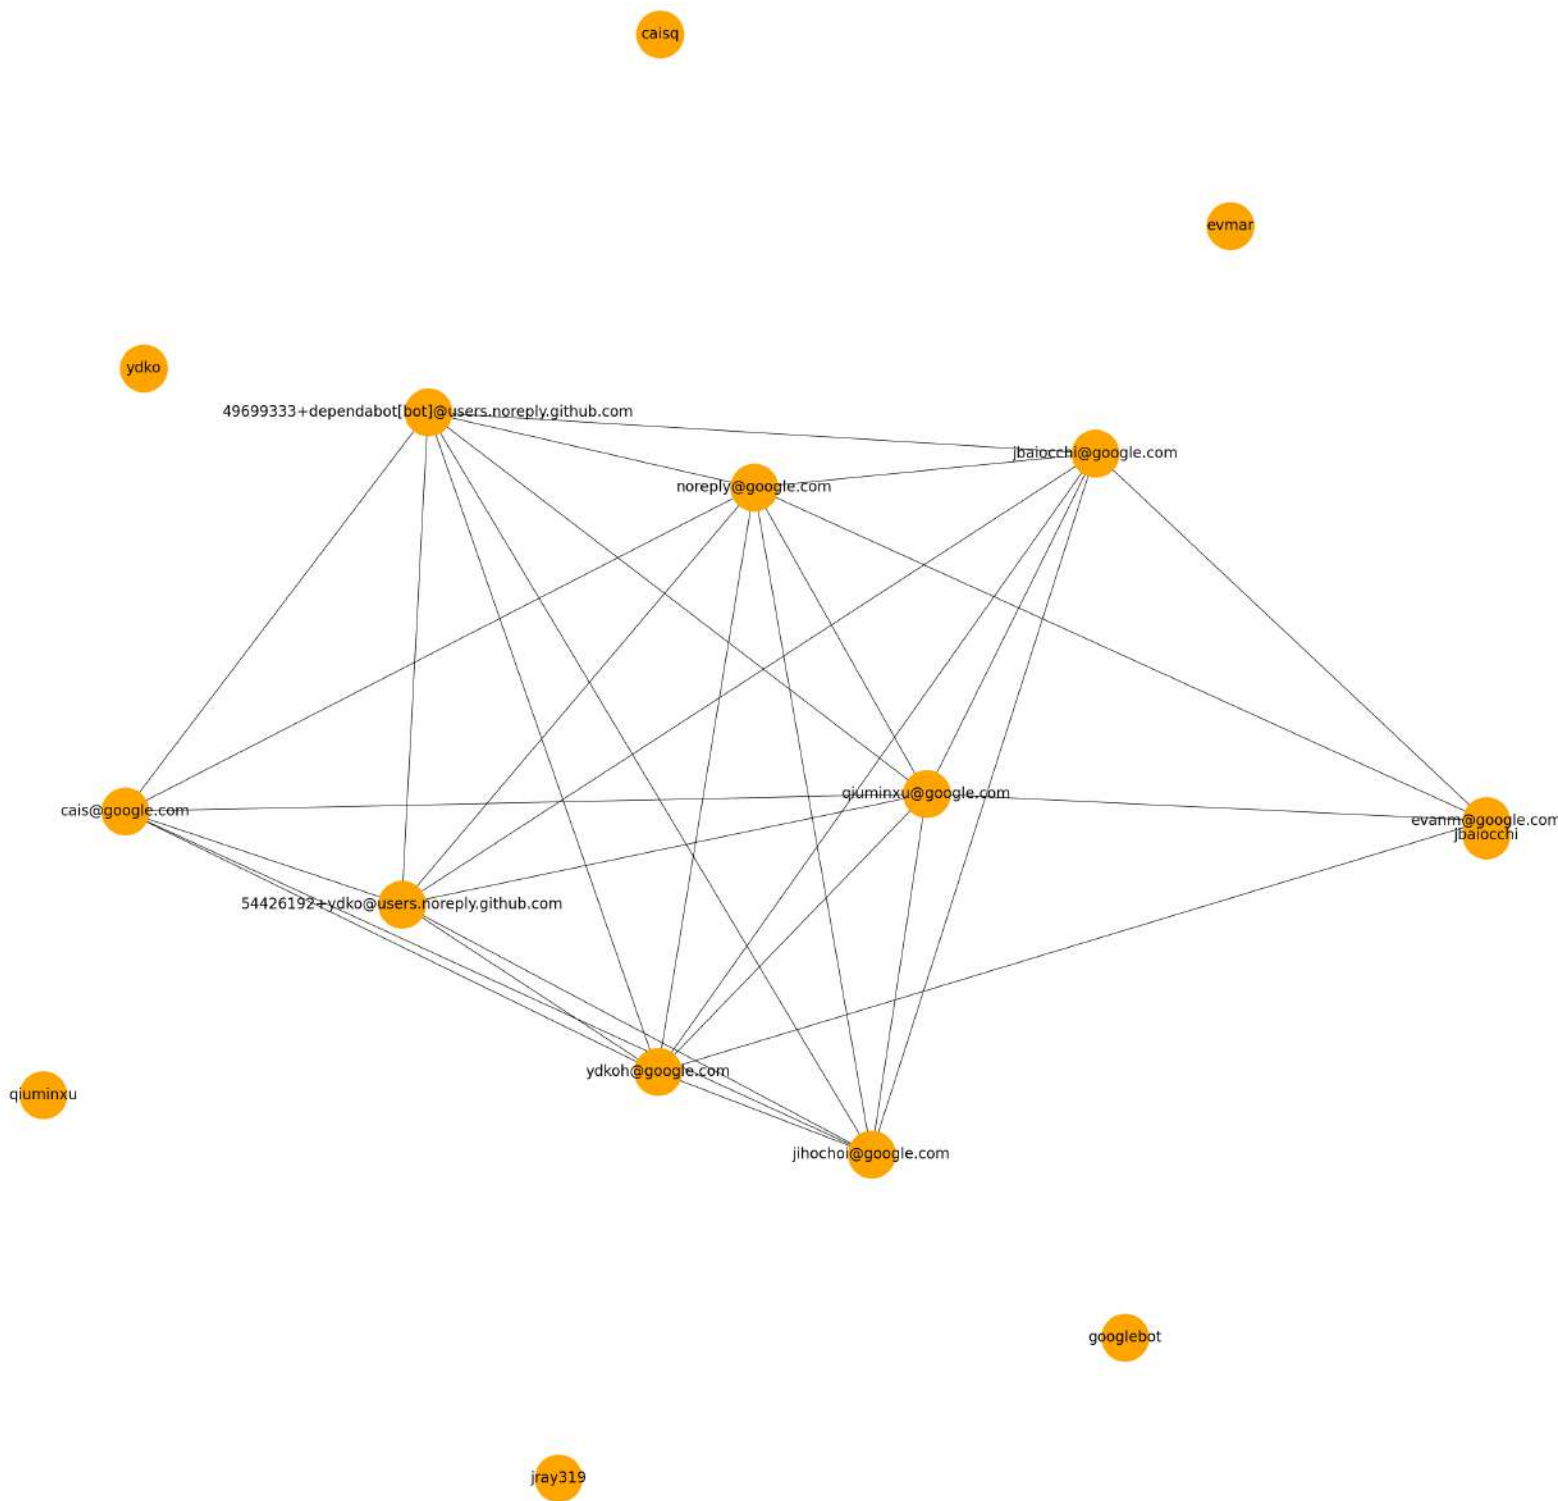 caisq
evmar
ydko
49699333+dependabot[bot]@users.noreply.github.com
jbaiocchi@google.com
noreply@google.com
qiuminxu@google.com
cais@google.com
evanm@google.com
jbaiocchi
54426192+ydko@users.noreply.github.com
ydkoh@google.com
qiuminxu
jihochoi@google.com
googlebot
jray319